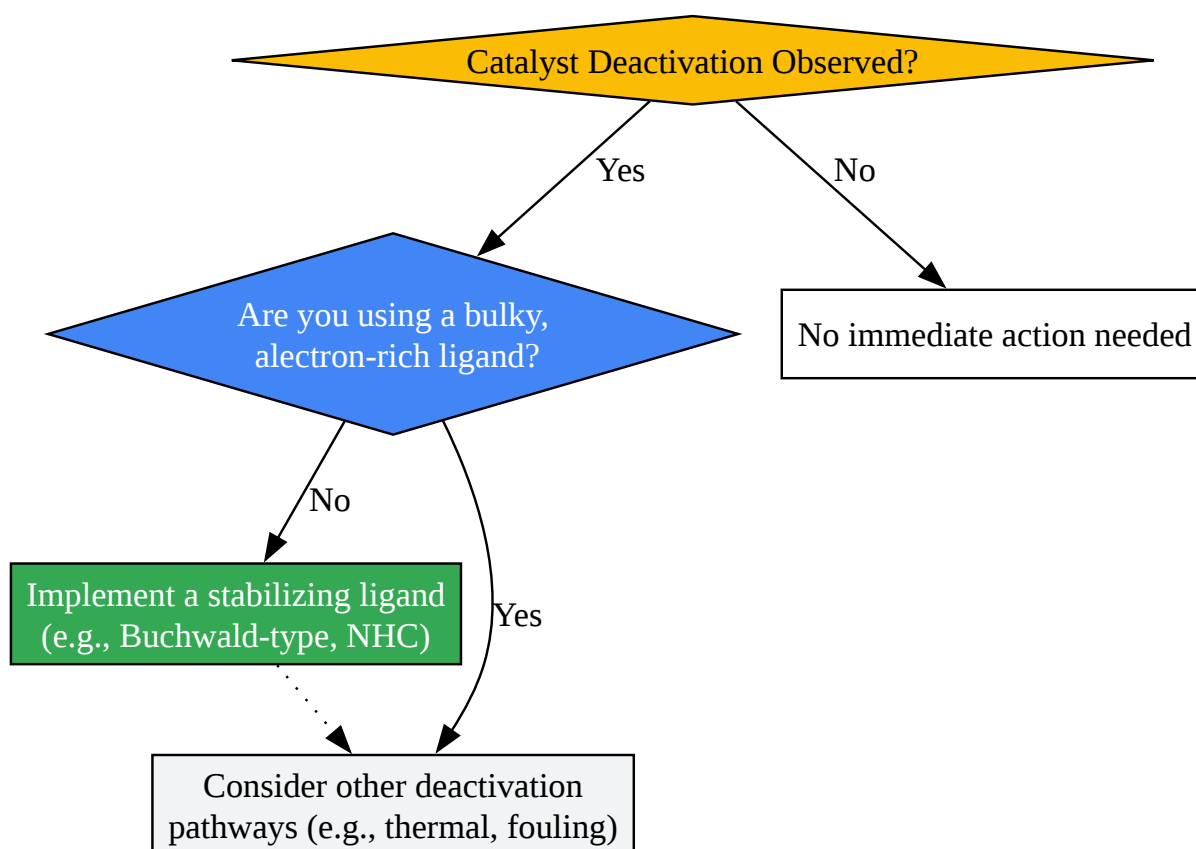 Catalyst Deactivation Observed?
Yes
No
Are you using a bulky,
alectron-rich ligand?
No immediate action needed
No
Implement a stabilizing ligand
(e.g., Buchwald-type, NHC)
Yes
Consider other deactivation
pathways (e.g., thermal, fouling)